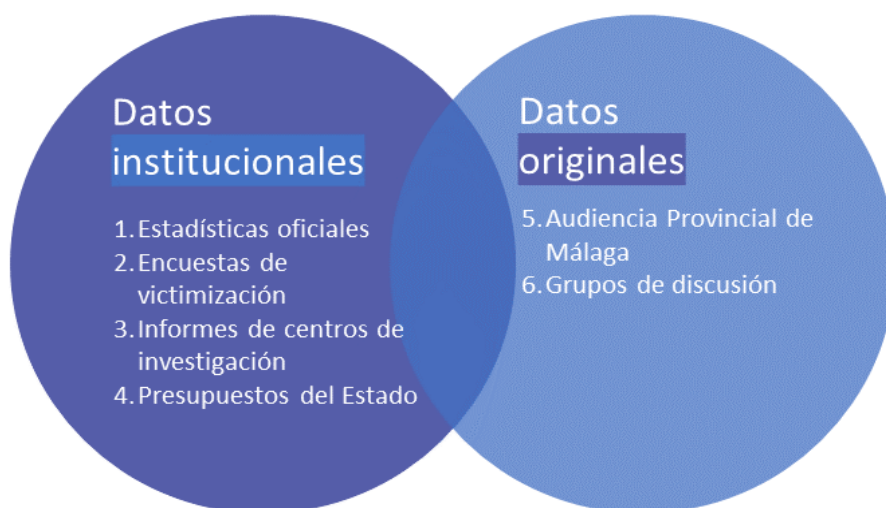 Datos
institucionales
1. Estadísticas oficiales
2. Encuestas de
victimización
3. Informes de centros de
investigación
4. Presupuestos del Estado
Datos
originales
5. Audiencia Provincial de
Málaga
6. Grupos de discusión